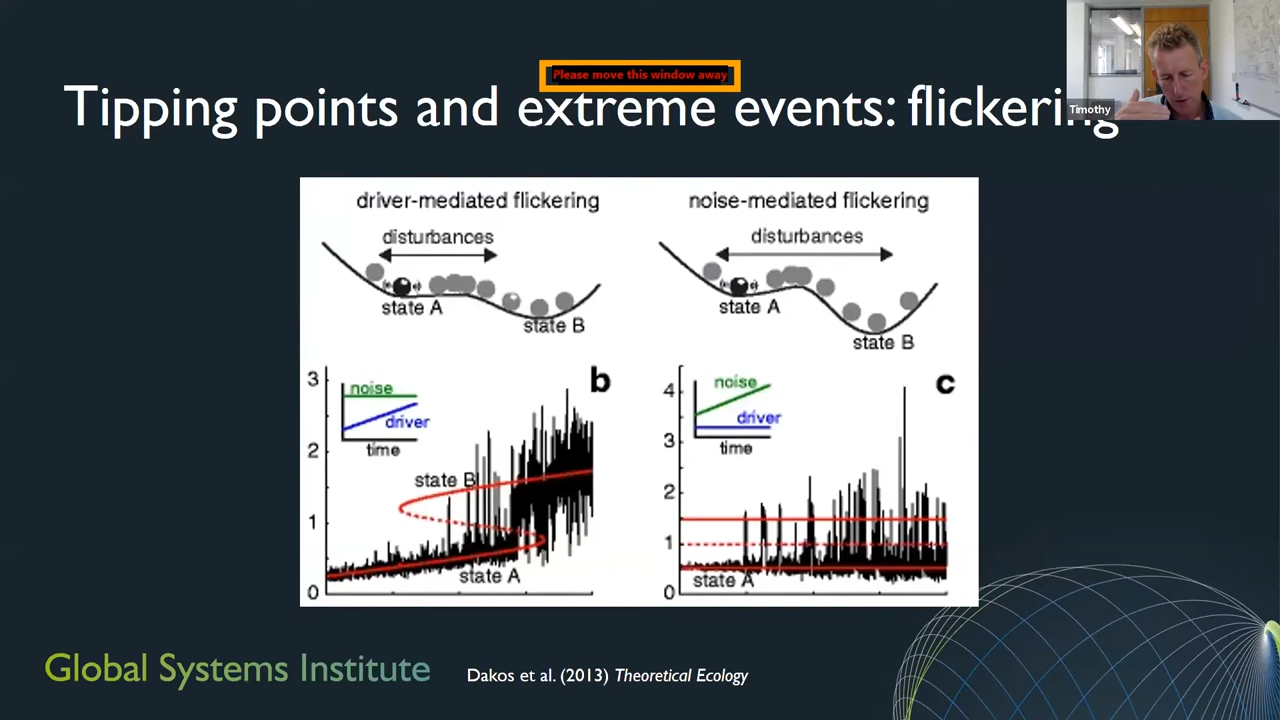 Please move this window away
Tipping points and extreme events: flickering
Timothy
driver-mediated flickering
noise-mediated flickering
disturbances
disturbances
state A
state B
state A
state B
b
3
2
1
0
noise
driver
time
state B
state A
c
4
3
2
1
0
noise
driver
time
state A
Global Systems Institute
Dakos et al. (2013) Theoretical Ecology